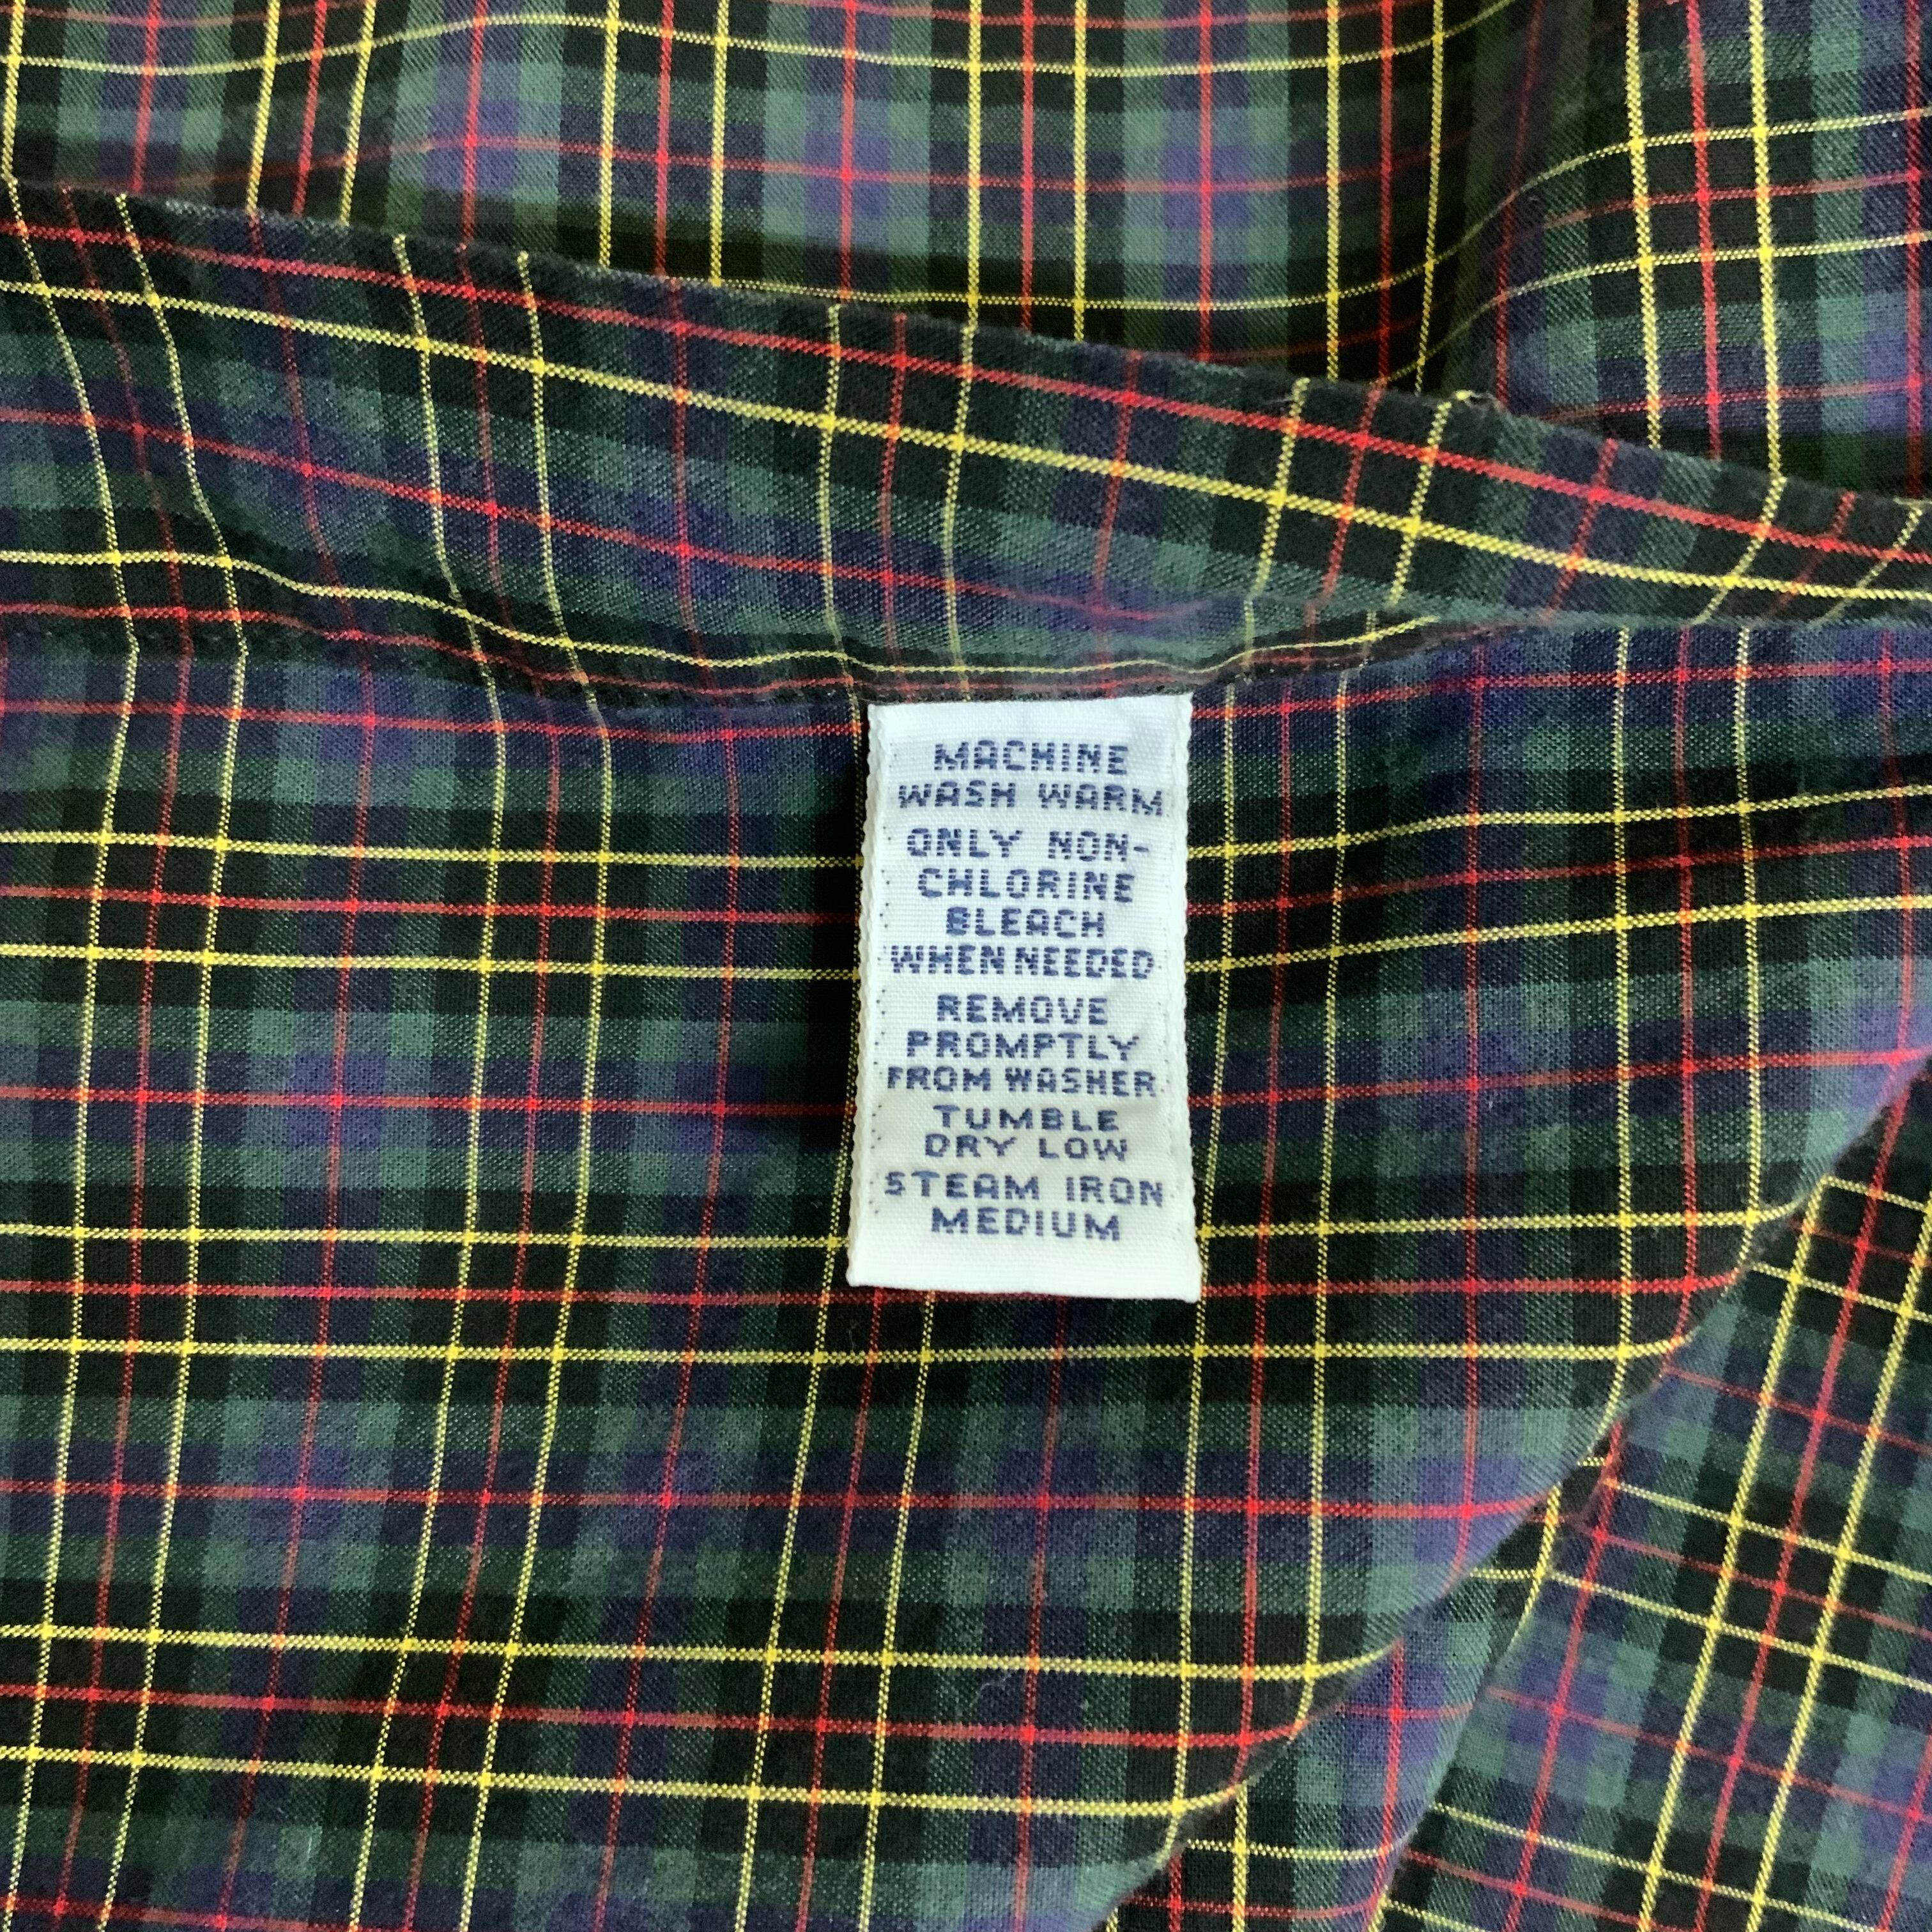 MACHINE
WASH WARM
ONLY NON-
CHLORINE
BLEACH
WHEN NEEDED
REMOVE
PROMPTLY
FROM WASHER
TUMBLE
DRY LOW
STEAM IRON
MEDIUM